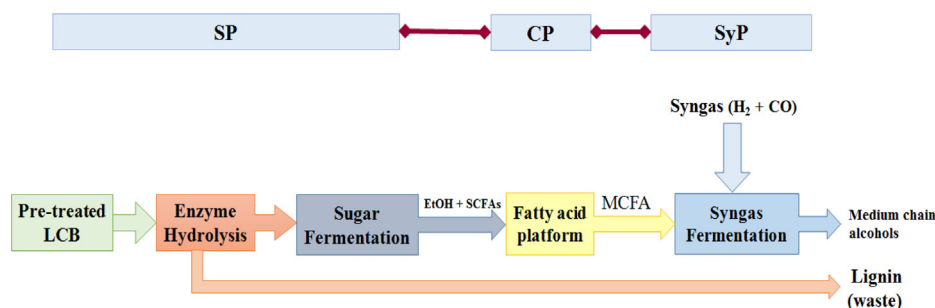 SP
CP
SyP
Syngas (H₂ + CO)
Pre-treated
LCB
Enzyme
Hydrolysis
Sugar
Fermentation
EtOH + SCFAs
Fatty acid
platform
MCFA
Syngas
Fermentation
Medium chain
alcohols
Lignin
(waste)